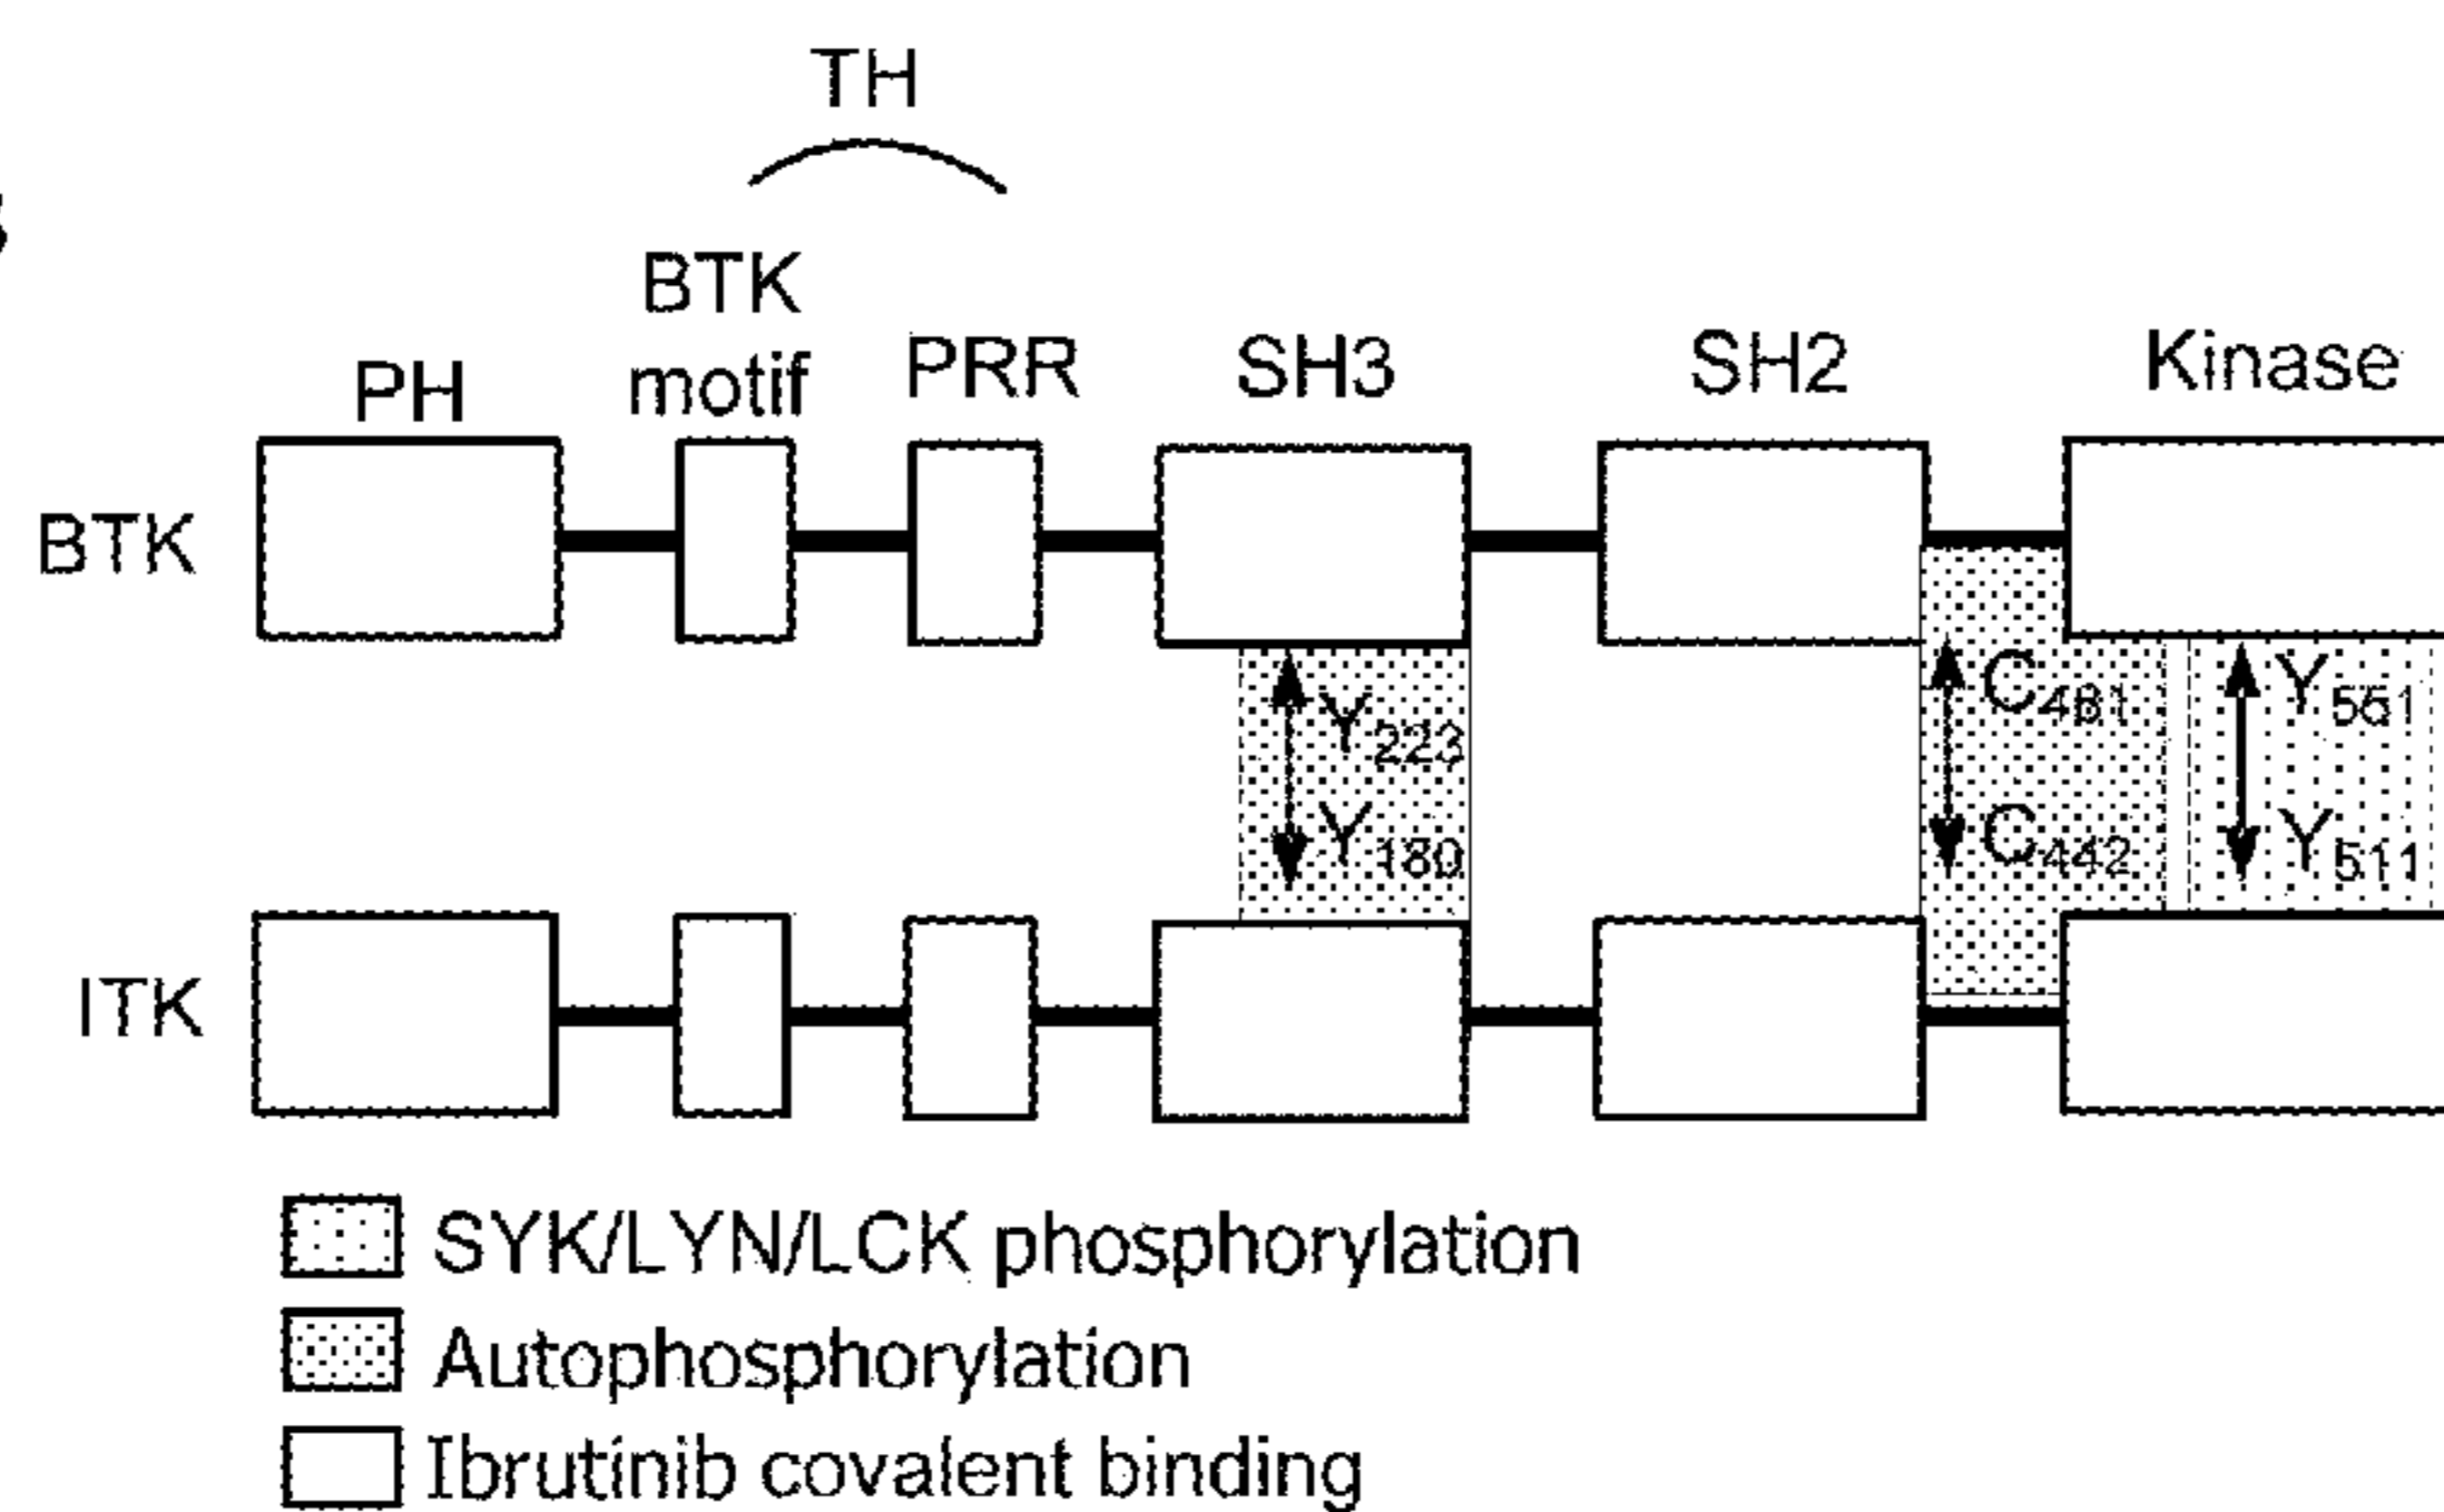 TH
BTK
motif
PH
PRR
SH3
SH2
Kinase
BTK
Y223
C481
Y551
Y180
C442
Y511
ITK
SYK/LYN/LCK phosphorylation
Autophosphorylation
Ibrutinib covalent binding